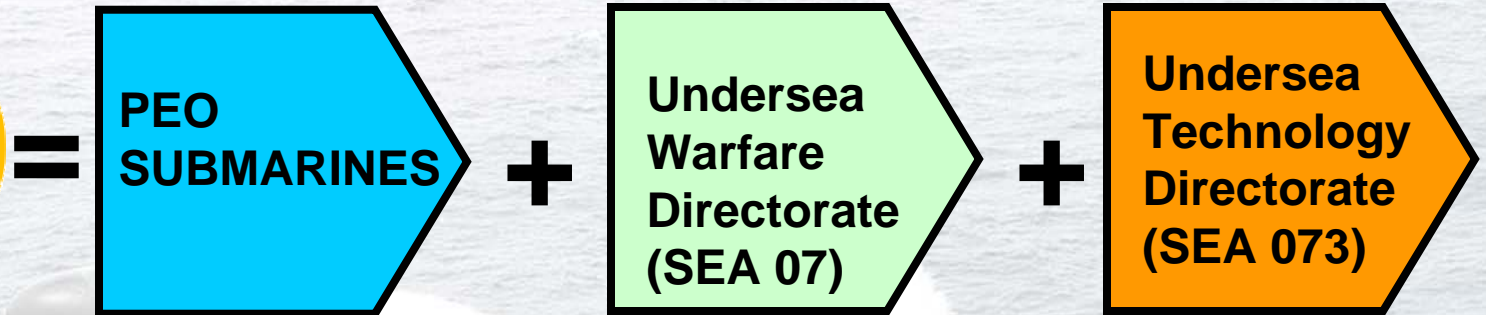 =
PEO
SUBMARINES
+
Undersea
Warfare
Directorate
(SEA 07)
+
Undersea
Technology
Directorate
(SEA 073)